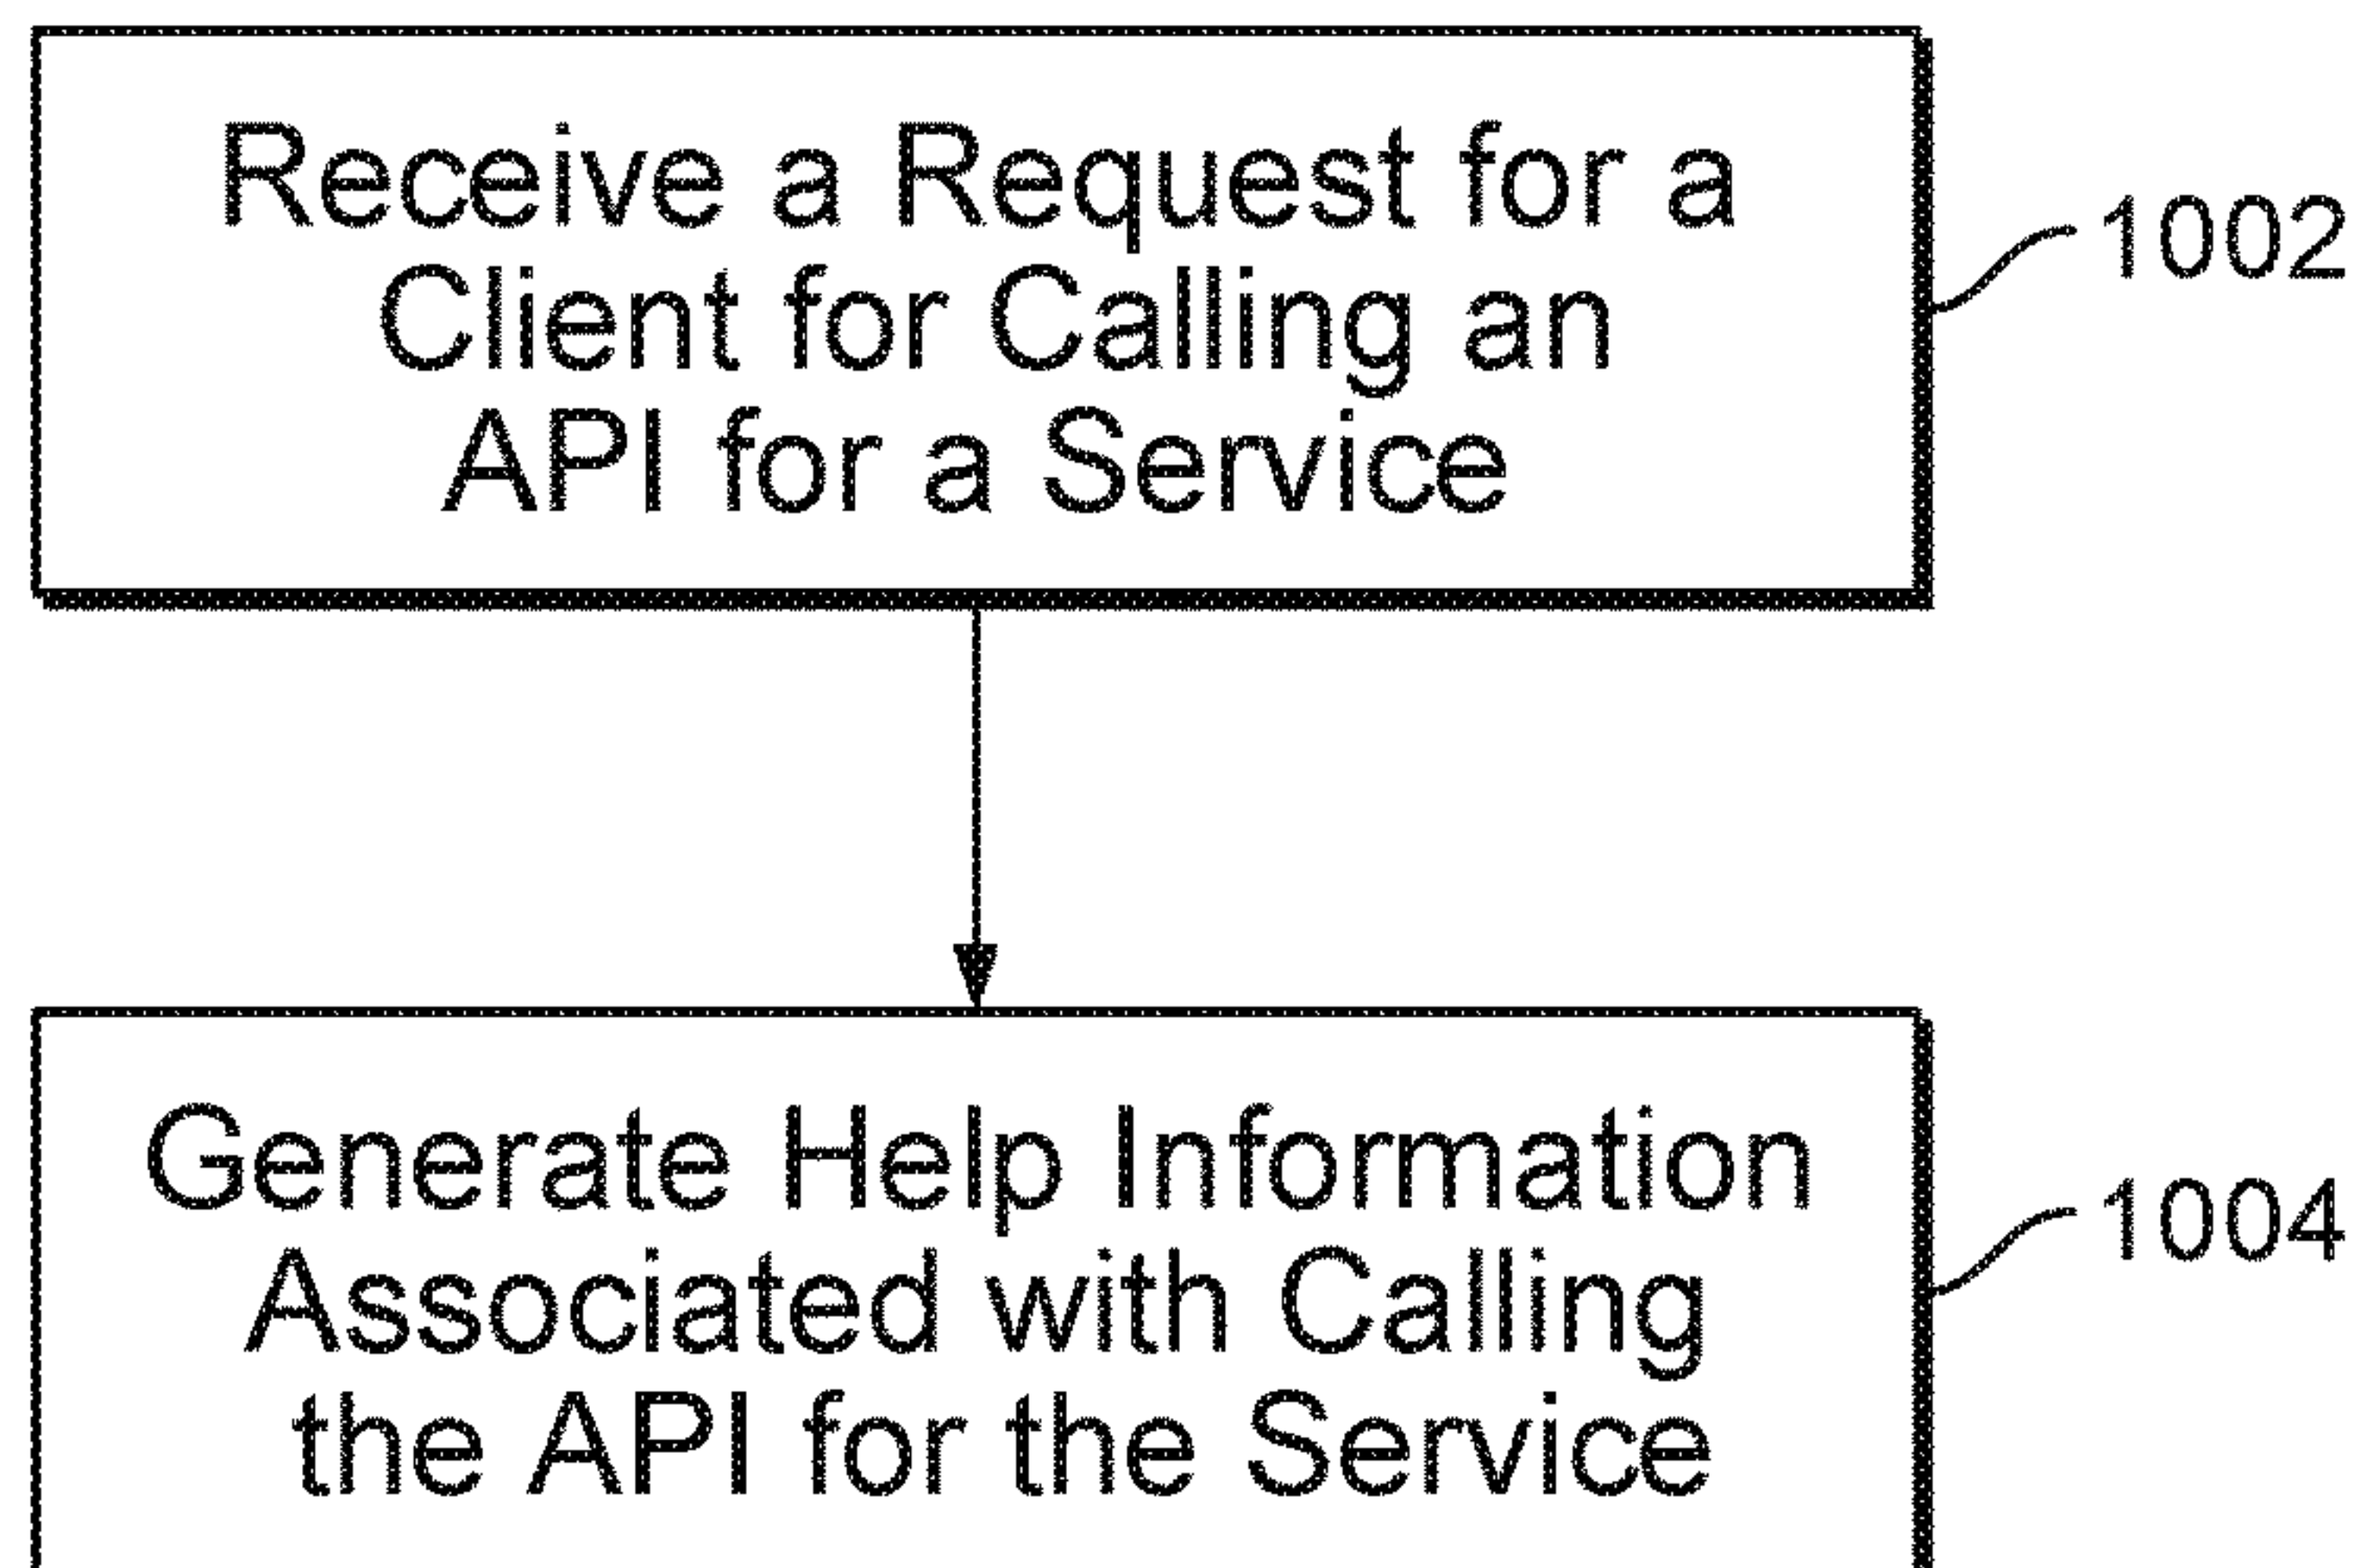 Receive a Request for a
Client for Calling an
API for a Service
1002
Generate Help Information
Associated with Calling
the API for the Service
1004